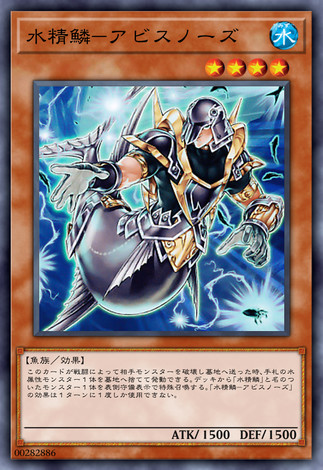 水精鱗－アビスノーズ
水
【魚族／効果】
このカードが戦闘によって相手モンスターを破壊し墓地へ送った時、手札の水
属性モンスター１体を墓地へ捨てて発動できる。デッキから「水精鱗」と名のつ
いたモンスター１体を表側守備表示で特殊召喚する。「水精鱗－アビスノーズ」
の効果は１ターンに１度しか使用できない。
ATK/ 1500 DEF/ 1500
00282886